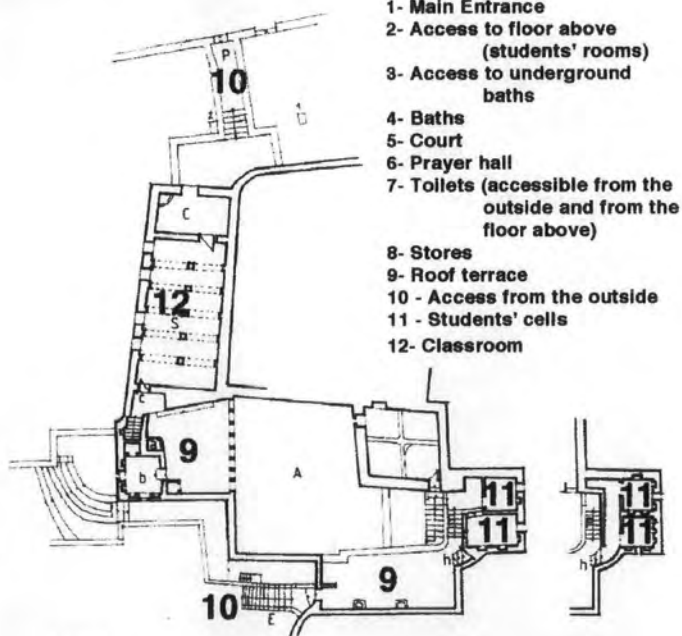 1- Main Entrance
2- Access to floor above
(students' rooms)
3- Access to underground
baths
4- Baths
5- Court
6- Prayer hall
7- Toilets (accessible from the
outside and from the
floor above)
8- Stores
9- Roof terrace
10 - Access from the outside
11 - Students' cells
12- Classroom
P
10
1
C
12
S
C
9
a
b
A
11
11
h
9
10
E
11
11
h